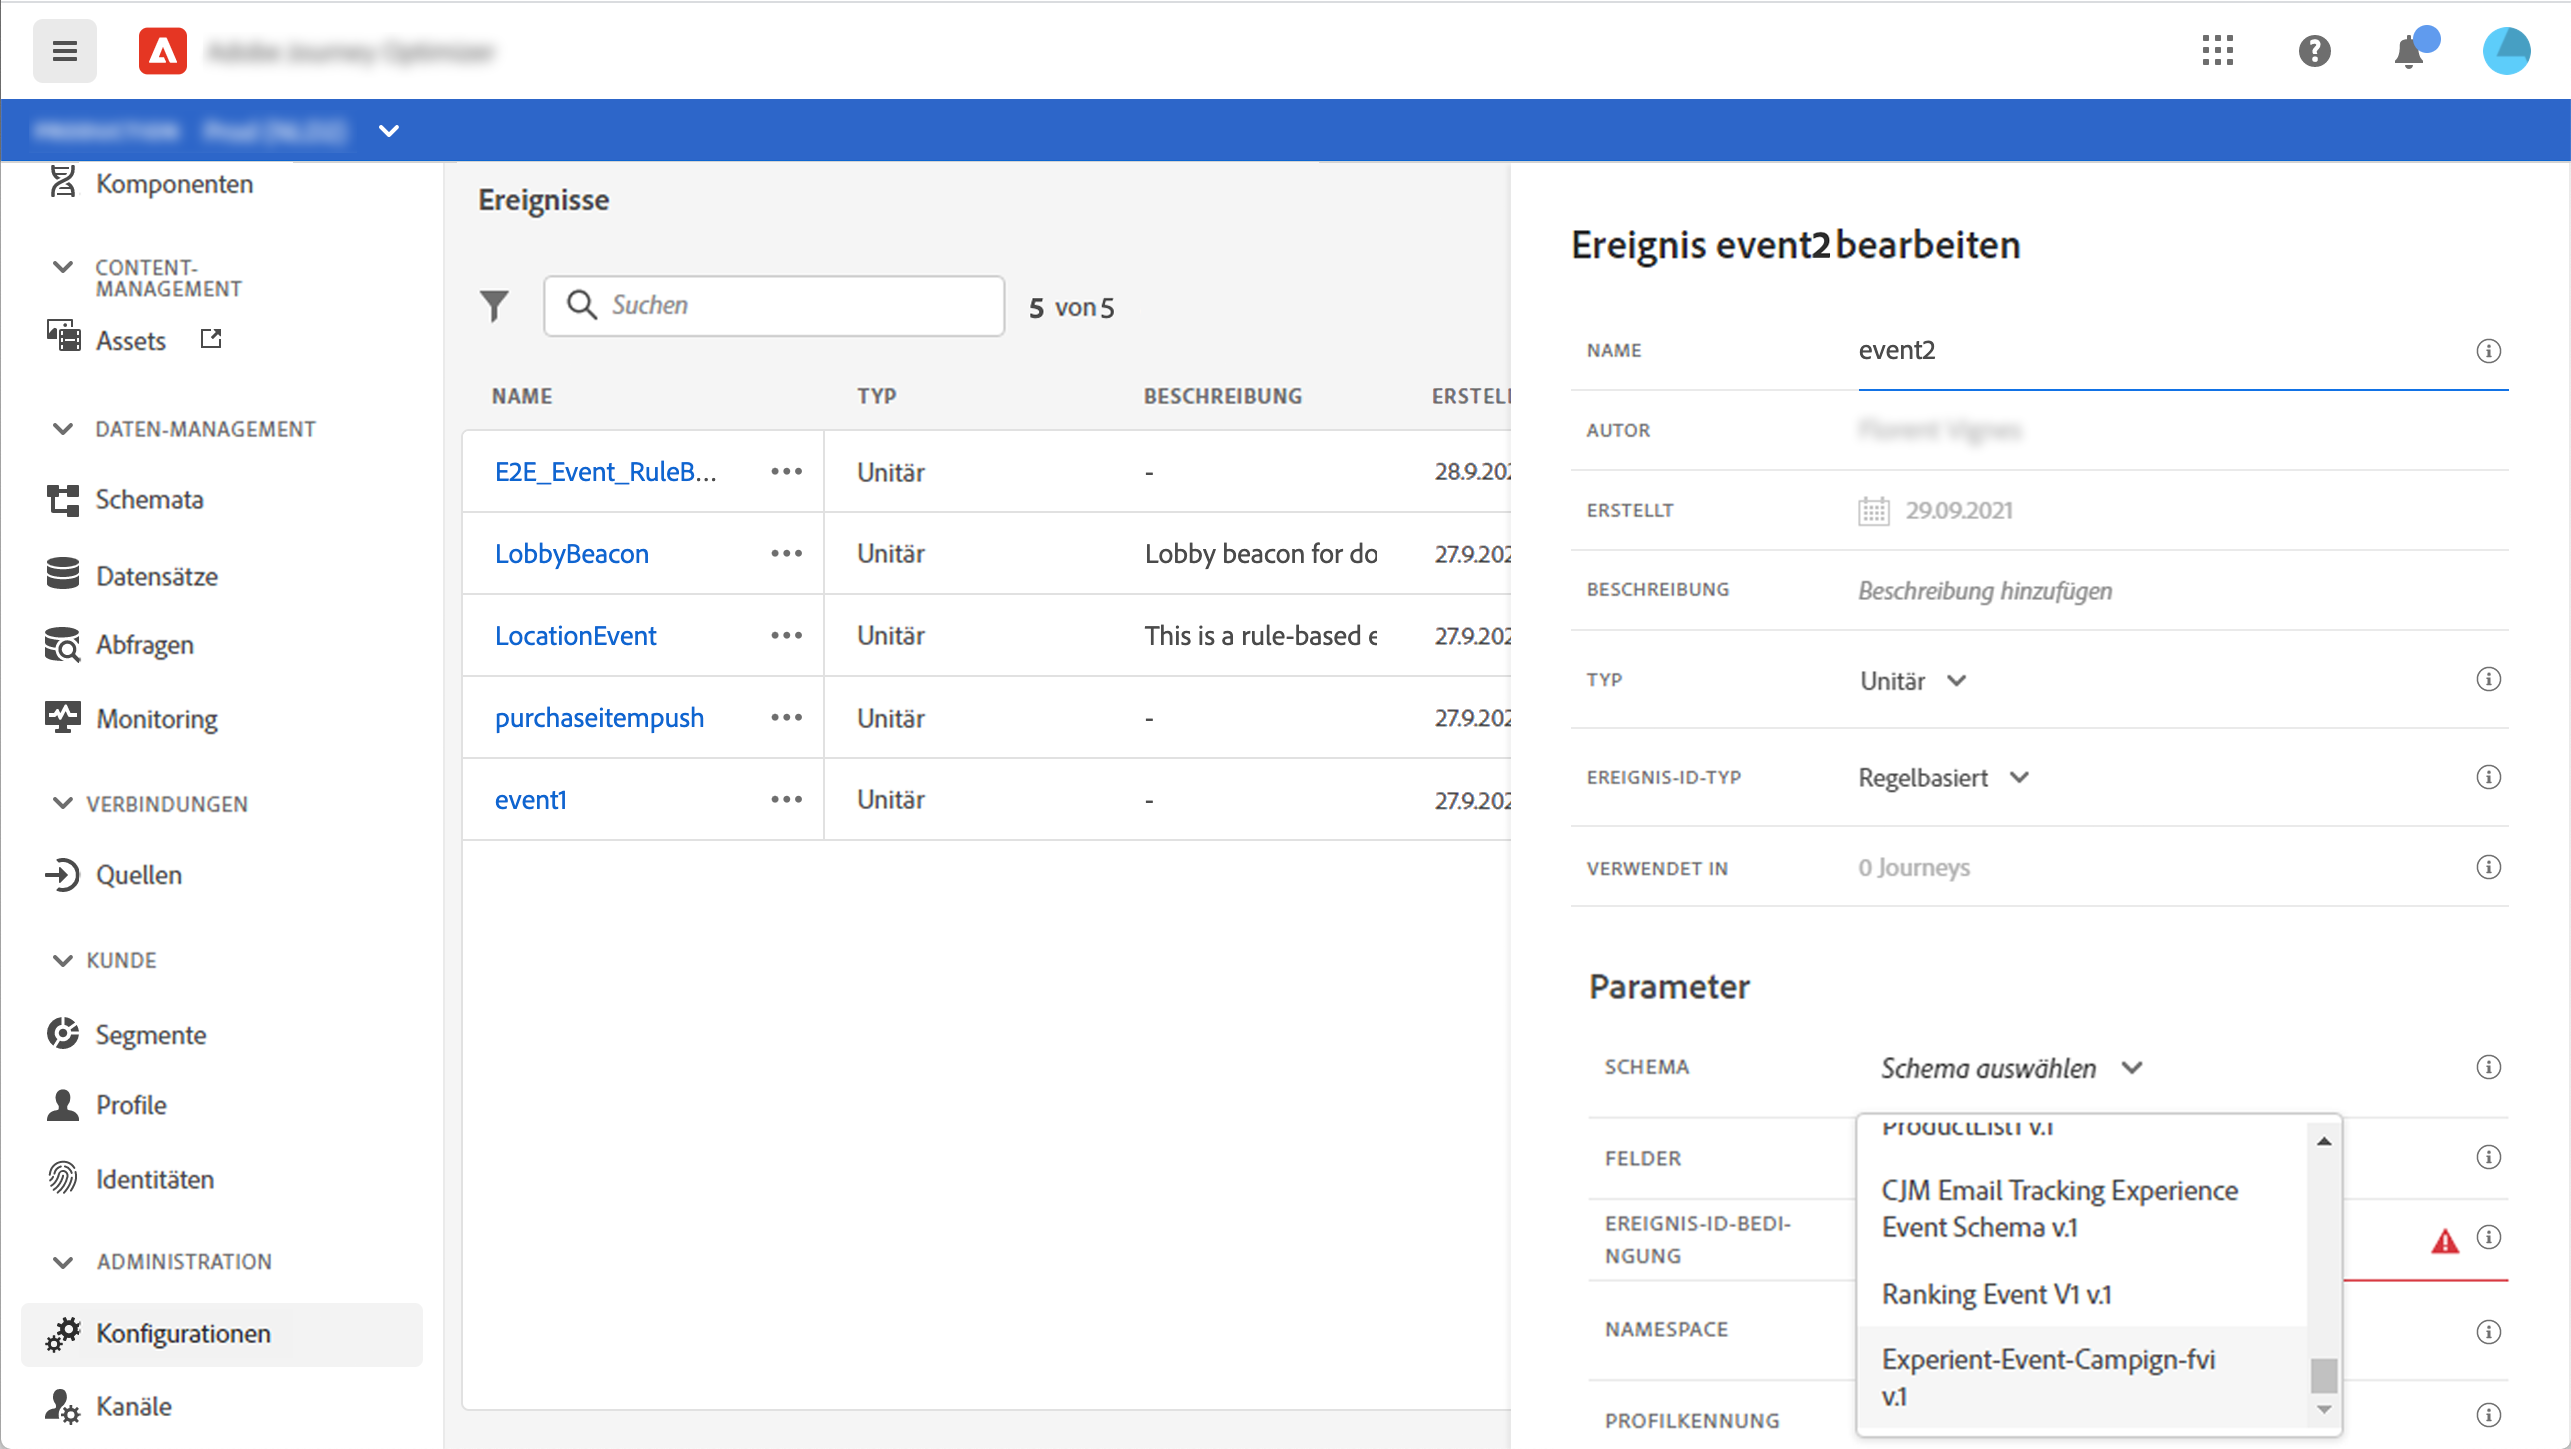 Komponenten
CONTENT-
MANAGEMENT
Assets
DATEN-MANAGEMENT
Schemata
Datensätze
Abfragen
Monitoring
VERBINDUNGEN
Quellen
KUNDE
Segmente
Profile
Identitäten
ADMINISTRATION
Konfigurationen
Kanäle
Ereignisse
Suchen
5 von 5
NAME TYP BESCHREIBUNG ERSTELL
E2E_Event_RuleB... ••• Unitär - 28.9.202
LobbyBeacon ••• Unitär Lobby beacon for do 27.9.202
LocationEvent ••• Unitär This is a rule-based e 27.9.202
purchaseitempush ••• Unitär - 27.9.202
event1 ••• Unitär - 27.9.202
Ereignis event2 bearbeiten
NAME event2
AUTOR
ERSTELLT 29.09.2021
BESCHREIBUNG Beschreibung hinzufügen
TYP Unitär
EREIGNIS-ID-TYP Regelbasiert
VERWENDET IN 0 Journeys
Parameter
SCHEMA Schema auswählen
ProductList1 v.1
FELDER
CJM Email Tracking Experience
Event Schema v.1
EREIGNIS-ID-BEDI-
NGUNG
Ranking Event V1 v.1
NAMESPACE
Experient-Event-Campign-fvi
v.1
PROFILKENNUNG